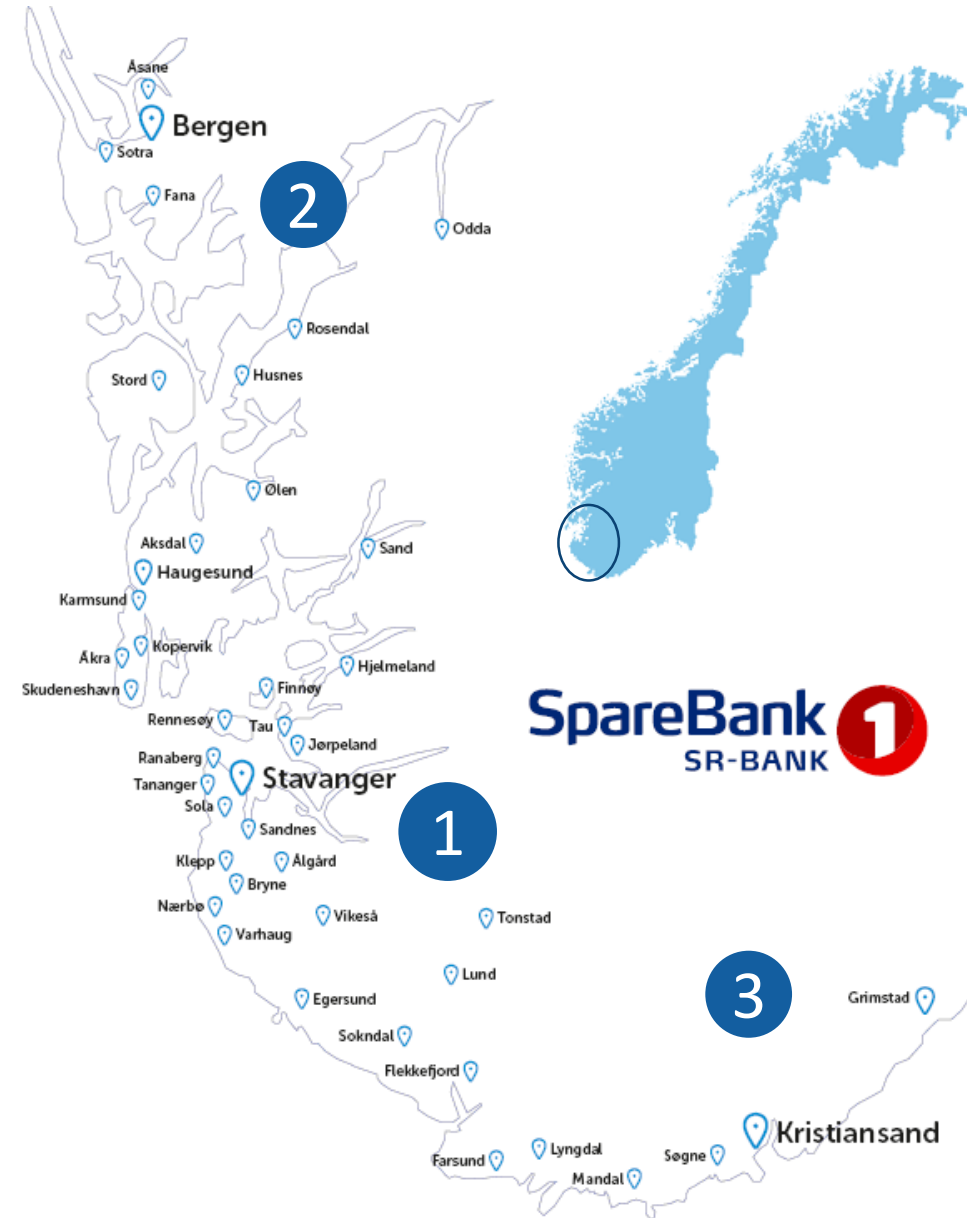 Åsane
Bergen
Sotra
Fana
2
Odda
Rosendal
Stord
Husnes
Ølen
Aksdal
Sand
Haugesund
Karmsund
Kopervik
Åkra
Hjelmeland
Skudeneshavn
Finnøy
Rennesøy
Tau
Jørpeland
SpareBank 1
SR-BANK
Ranaberg
Stavanger
Tananger
Sola
1
Sandnes
Klepp
Ålgård
Bryne
Nærbø
Vikeså
Tonstad
Varhaug
Lund
3
Egersund
Grimstad
Sokndal
Flekkefjord
Kristiansand
Lyngdal
Søgne
Farsund
Mandal